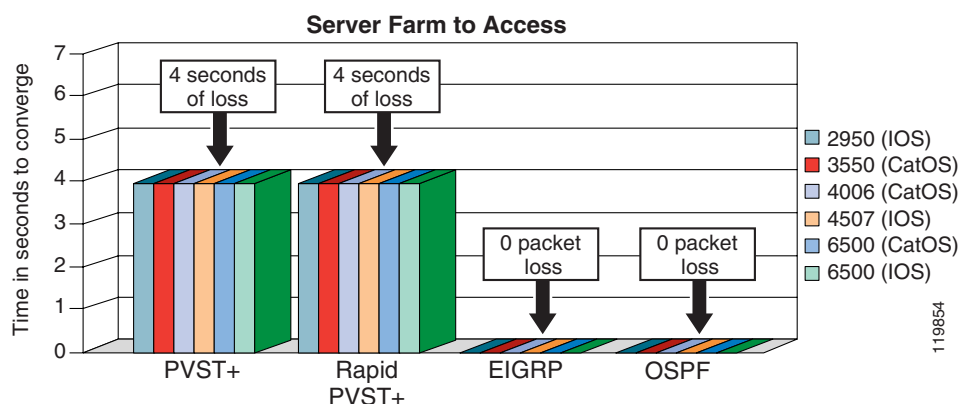 Server Farm to Access
Time in seconds to converge
7
6
5
4
3
2
1
0
4 seconds
of loss
4 seconds
of loss
0 packet
loss
0 packet
loss
PVST+
Rapid
PVST+
EIGRP
OSPF
2950 (IOS)
3550 (CatOS)
4006 (CatOS)
4507 (IOS)
6500 (CatOS)
6500 (IOS)
119854